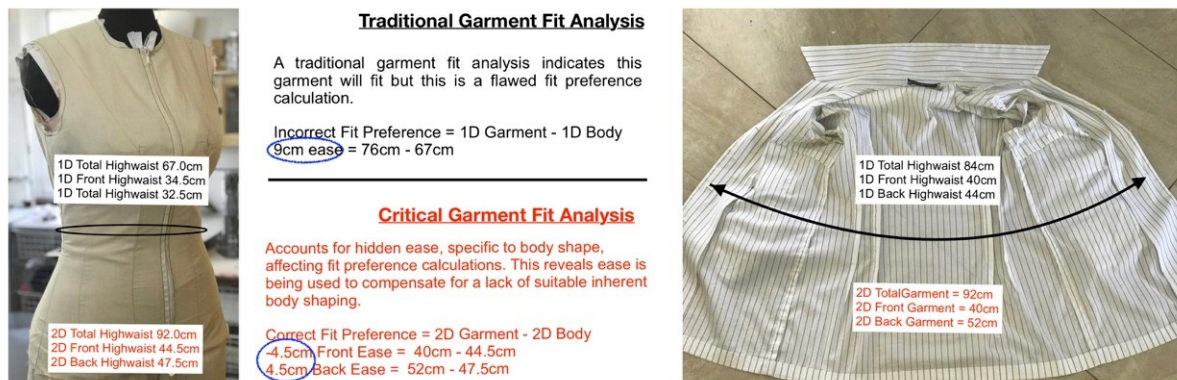 1D Total Highwaist 67.0cm
1D Front Highwaist 34.5cm
1D Total Highwaist 32.5cm
2D Total Highwaist 92.0cm
2D Front Highwaist 44.5cm
2D Back Highwaist 47.5cm
Traditional Garment Fit Analysis
A traditional garment fit analysis indicates this
garment will fit but this is a flawed fit preference
calculation.
Incorrect Fit Preference = 1D Garment - 1D Body
9cm ease = 76cm - 67cm
Critical Garment Fit Analysis
Accounts for hidden ease, specific to body shape,
affecting fit preference calculations. This reveals ease is
being used to compensate for a lack of suitable inherent
body shaping.
Correct Fit Preference = 2D Garment - 2D Body
-4.5cm Front Ease = 40cm - 44.5cm
4.5cm Back Ease = 52cm - 47.5cm
1D Total Highwaist 84cm
1D Front Highwaist 40cm
1D Back Highwaist 44cm
2D TotalGarment = 92cm
2D Front Garment = 40cm
2D Back Garment = 52cm